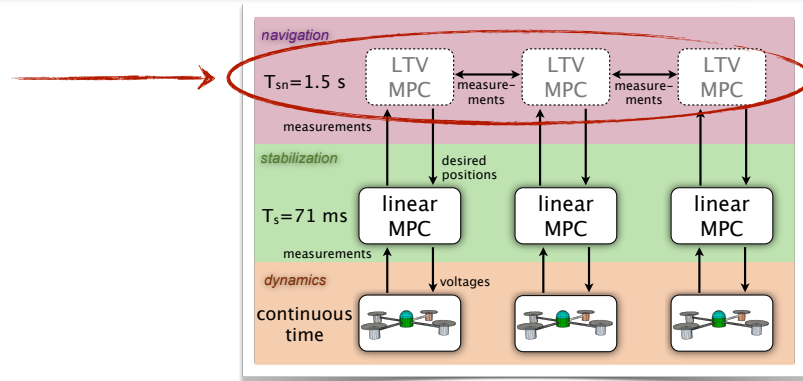 navigation
LTV
MPC
LTV
MPC
LTV
MPC
Tsn=1.5 s
measure-
ments
measure-
ments
measurements
desired
positions
stabilization
linear
MPC
linear
MPC
linear
MPC
Ts=71 ms
measurements
voltages
dynamics
continuous
time